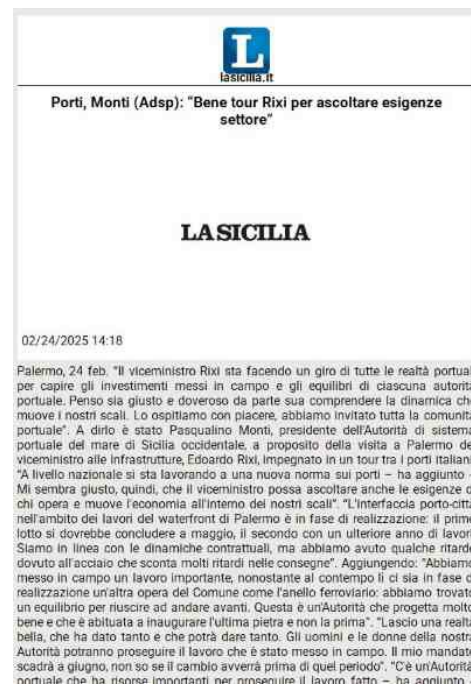 L
lasicilia.it
Porti, Monti (Adsp): "Bene tour Rixi per ascoltare esigenze
settore"
LA SICILIA
02/24/2025 14:18
Palermo, 24 feb. "Il viceministro Rixi sta facendo un giro di tutte le realtà portual
per capire gli investimenti messi in campo e gli equilibri di ciascuna autorità
portuale. Penso sia giusto e doveroso da parte sua comprendere la dinamica che
muove i nostri scali. Lo ospitiamo con piacere, abbiamo invitato tutta la comunità
portuale". A dirlo è stato Pasqualino Monti, presidente dell'Autorità di sistema
portuale del mare di Sicilia occidentale, a proposito della visita a Palermo de
viceministro alle Infrastrutture, Edoardo Rixi, impegnato in un tour tra i porti italiani
"A livello nazionale si sta lavorando a una nuova norma sui porti – ha aggiunto -
Mi sembra giusto, quindi, che il viceministro possa ascoltare anche le esigenze d
chi opera e muove l'economia all'interno dei nostri scali". "L'interfaccia porto-città
nell'ambito dei lavori del waterfront di Palermo è in fase di realizzazione: il prim
lotto si dovrebbe concludere a maggio, il secondo con un ulteriore anno di lavor
Siamo in linea con le dinamiche contrattuali, ma abbiamo avuto qualche ritardo
dovuto all'acciaio che sconta molti ritardi nelle consegne". Aggiungendo: "Abbiamo
messo in campo un lavoro importante, nonostante al contempo lì ci sia in fase d
realizzazione un'altra opera del Comune come l'anello ferroviario: abbiamo trovato
un equilibrio per riuscire ad andare avanti. Questa è un'Autorità che progetta molto
bene e che è abituata a inaugurare l'ultima pietra e non la prima". "Lascio una realtà
bella, che ha dato tanto e che potrà dare tanto. Gli uomini e le donne della nostra
Autorità potranno proseguire il lavoro che è stato messo in campo. Il mio mandato
scadrà a giugno, non so se il cambio avverrà prima di quel periodo". "C'è un'Autorità
portuale che ha risorse importanti per proseguire il lavoro fatto – ha aggiunto